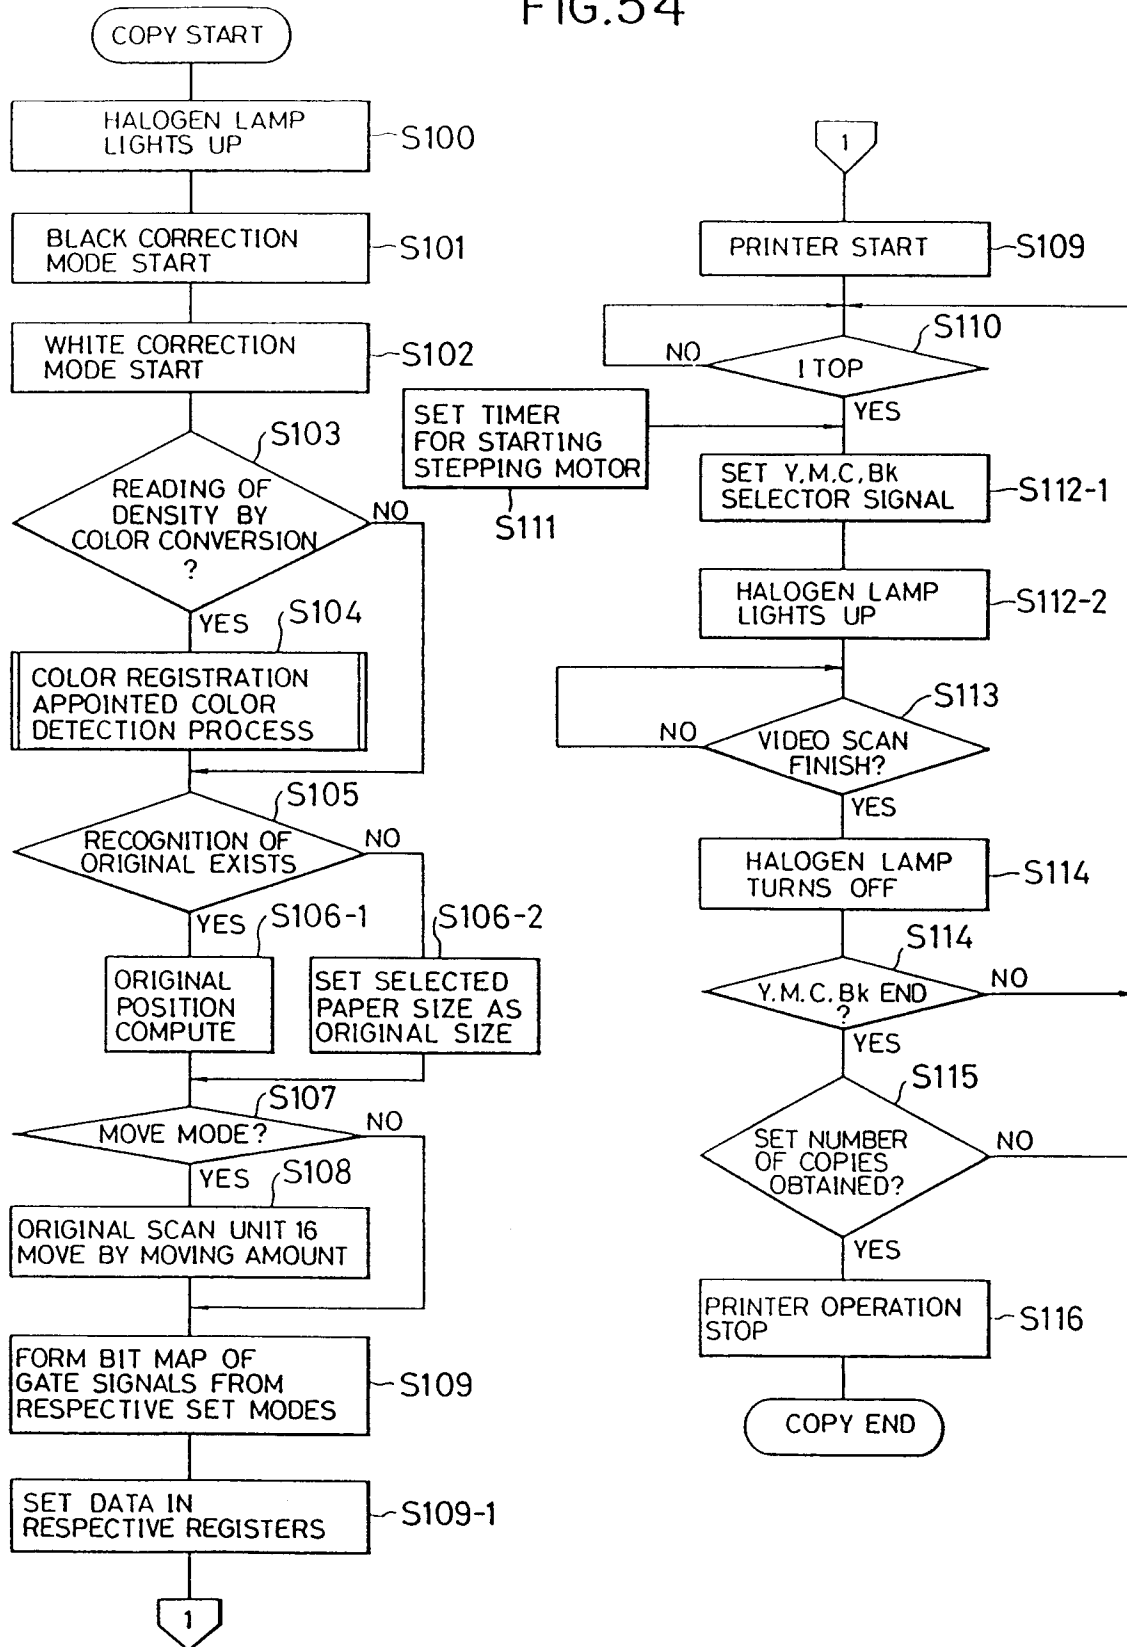 FIG.54
COPY START
HALOGEN LAMP
LIGHTS UP
S100
BLACK CORRECTION
MODE START
S101
WHITE CORRECTION
MODE START
S102
S103
READING OF
DENSITY BY
COLOR CONVERSION
?
NO
YES
S104
COLOR REGISTRATION
APPOINTED COLOR
DETECTION PROCESS
S105
RECOGNITION OF
ORIGINAL EXISTS
NO
YES
S106-1
S106-2
ORIGINAL
POSITION
COMPUTE
SET SELECTED
PAPER SIZE AS
ORIGINAL SIZE
S107
MOVE MODE?
NO
YES
S108
ORIGINAL SCAN UNIT 16
MOVE BY MOVING AMOUNT
FORM BIT MAP OF
GATE SIGNALS FROM
RESPECTIVE SET MODES
S109
SET DATA IN
RESPECTIVE REGISTERS
S109-1
1
1
PRINTER START
S109
S110
NO
I TOP
YES
SET TIMER
FOR STARTING
STEPPING MOTOR
S111
SET Y,M,C,Bk
SELECTOR SIGNAL
S112-1
HALOGEN LAMP
LIGHTS UP
S112-2
S113
NO
VIDEO SCAN
FINISH?
YES
HALOGEN LAMP
TURNS OFF
S114
S114
Y.M.C.Bk END
?
NO
YES
S115
SET NUMBER
OF COPIES
OBTAINED?
NO
YES
PRINTER OPERATION
STOP
S116
COPY END